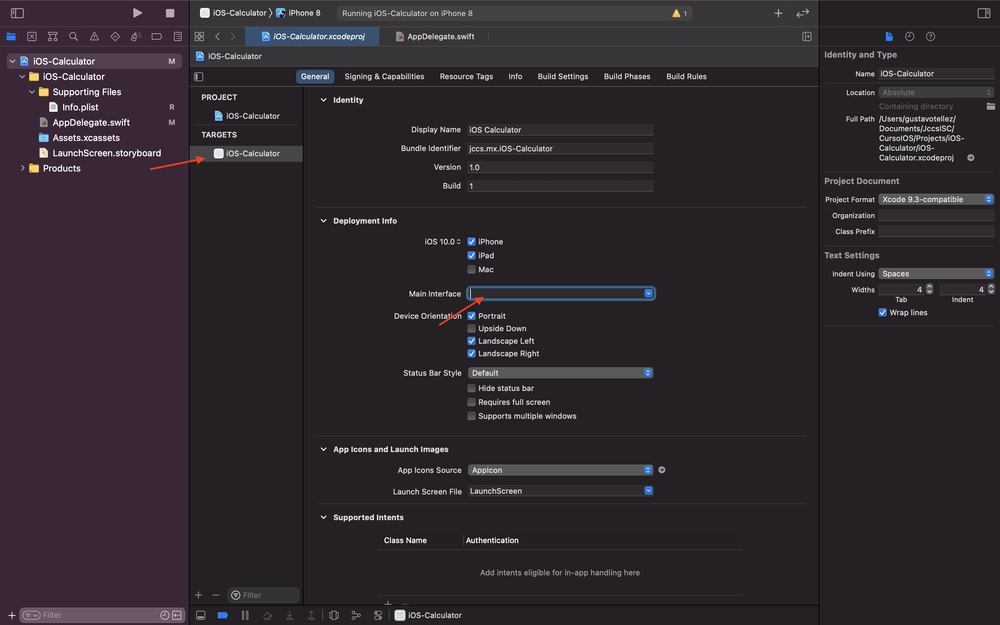 iOS-Calculator
iPhone 8
Running iOS-Calculator on iPhone 8
1
iOS-Calculator.xcodeproj
AppDelegate.swift
iOS-Calculator
M
iOS-Calculator
Supporting Files
Info.plist
R
AppDelegate.swift
M
Assets.xcassets
LaunchScreen.storyboard
Products
Filter
iOS-Calculator
General
Signing & Capabilities
Resource Tags
Info
Build Settings
Build Phases
Build Rules
PROJECT
iOS-Calculator
TARGETS
iOS-Calculator
Filter
Identity
Display Name
iOS Calculator
Bundle Identifier
jccs.mx.iOS-Calculator
Version
1.0
Build
1
Deployment Info
iOS 10.0
iPhone
iPad
Mac
Main Interface
Device Orientation
Portrait
Upside Down
Landscape Left
Landscape Right
Status Bar Style
Default
Hide status bar
Requires full screen
Supports multiple windows
App Icons and Launch Images
App Icons Source
AppIcon
Launch Screen File
LaunchScreen
Supported Intents
Class Name
Authentication
Add intents eligible for in-app handling here
iOS-Calculator
Identity and Type
Name
iOS-Calculator
Location
Absolute
Containing directory
Full Path
/Users/gustavotellez/
Documents/JccsISC/
CursoIOS/Projects/iOS-
Calculator/iOS-
Calculator.xcodeproj
Project Document
Project Format
Xcode 9.3-compatible
Organization
Class Prefix
Text Settings
Indent Using
Spaces
Widths
4
4
Tab
Indent
Wrap lines